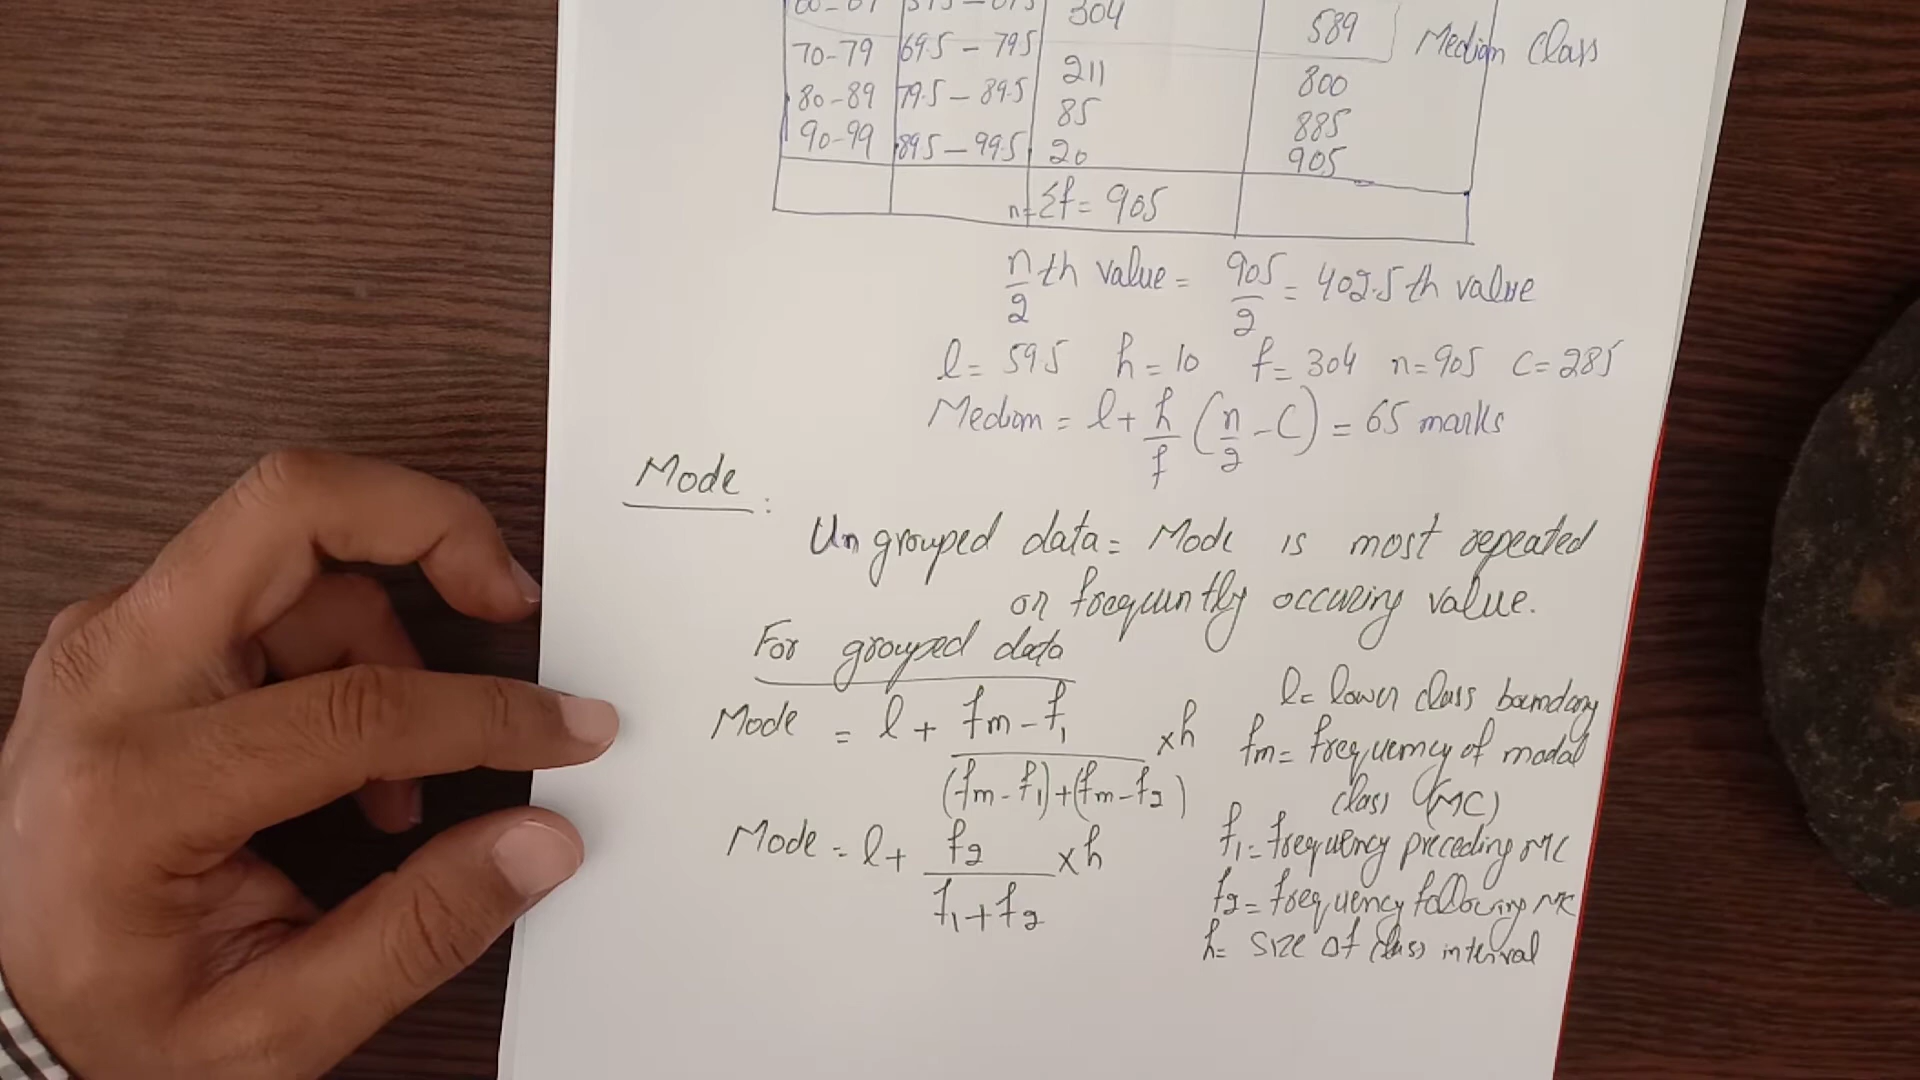 304 589
Median Class
70-79 69.5 - 79.5 211 800
80-89 79.5 - 89.5 85 885
90-99 89.5 - 99.5 20 905
n= Σf = 905
n/2 th value = 905/2 = 402.5 th value
l = 59.5 h = 10 f = 304 n = 905 C = 285
Median = l + h/f (n/2 - C) = 65 marks
Mode:
Un grouped data = Mode is most repeated
or frequently occuring value.
For grouped data
Mode = l + fm - f1 / (fm - f1) + (fm - f2) xh
Mode = l + f2 / f1 + f2 xh
l = lower class boundary
fm = frequency of modal
class (MC)
f1 = frequency preceding MC
f2 = frequency following MC
h = size of class interval